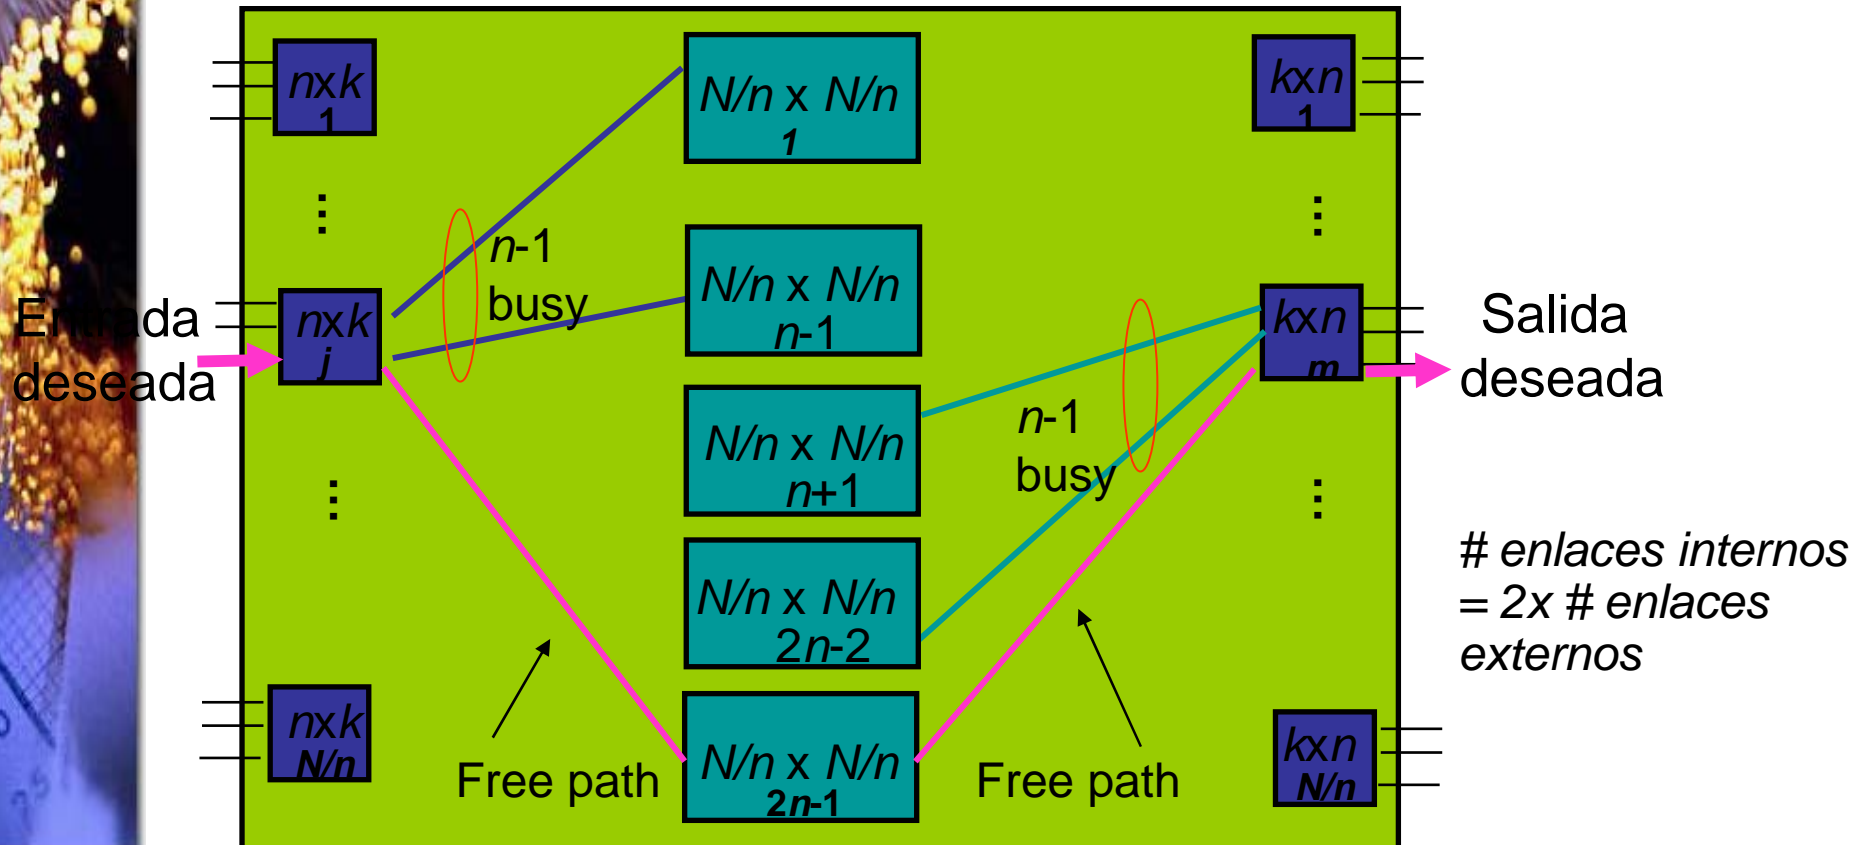 nxk
1
N/n x N/n
1
kxn
1
...
...
n-1
busy
Entrada
deseada
nxk
j
N/n x N/n
n-1
kxn
m
Salida
deseada
N/n x N/n
n+1
n-1
busy
...
...
N/n x N/n
2n-2
# enlaces internos
= 2x # enlaces
externos
nxk
N/n
Free path
N/n x N/n
2n-1
Free path
kxn
N/n